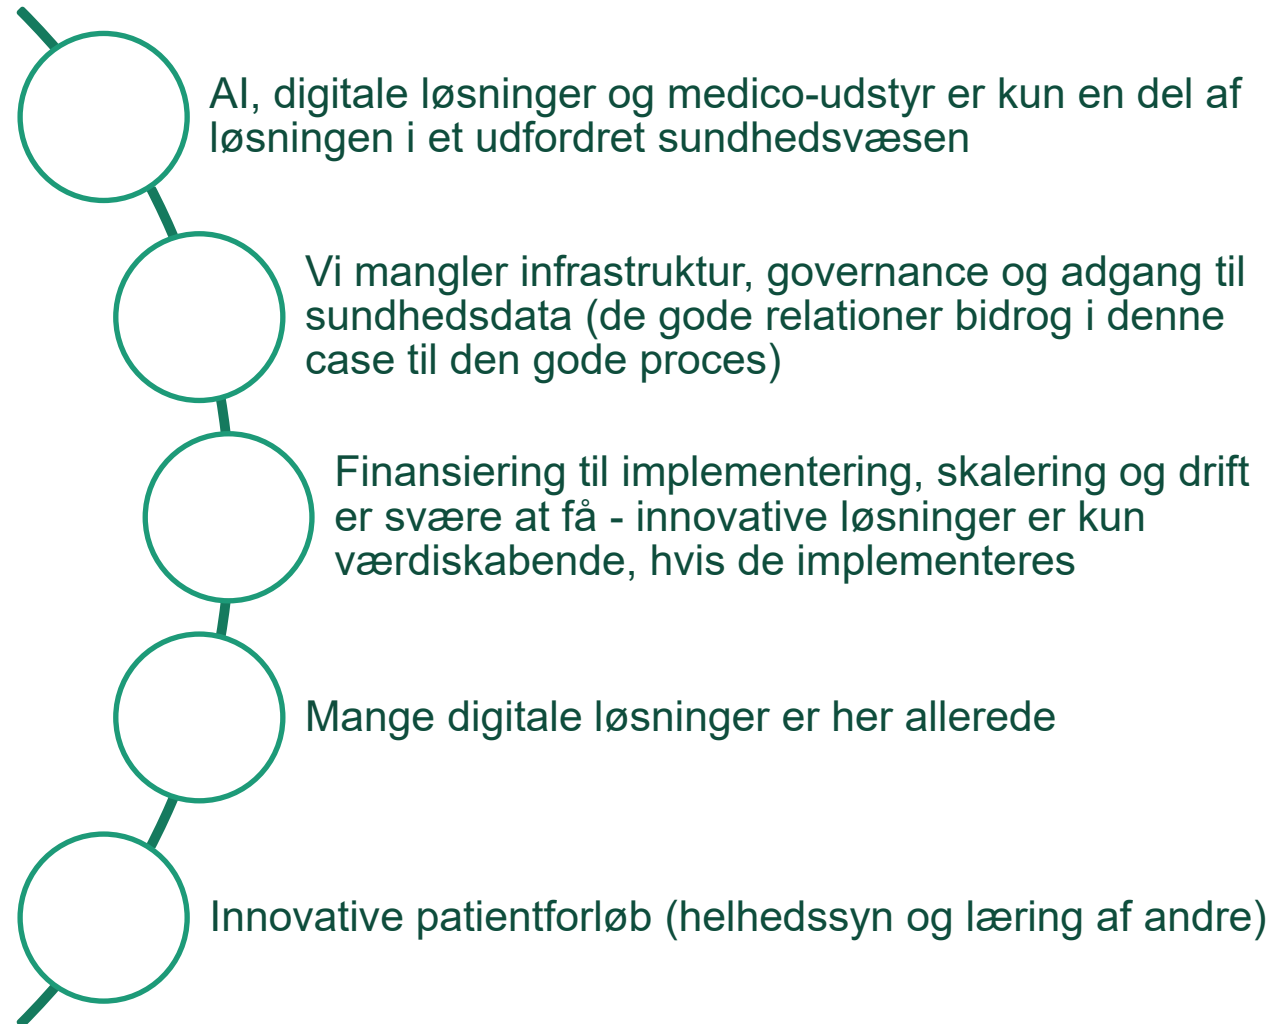 AI, digitale løsninger og medico-udstyr er kun en del af
løsningen i et udfordret sundhedsvæsen
Vi mangler infrastruktur, governance og adgang til
sundhedsdata (de gode relationer bidrog i denne
case til den gode proces)
Finansiering til implementering, skalering og drift
er svære at få - innovative løsninger er kun
værdiskabende, hvis de implementeres
Mange digitale løsninger er her allerede
Innovative patientforløb (helhedssyn og læring af andre)